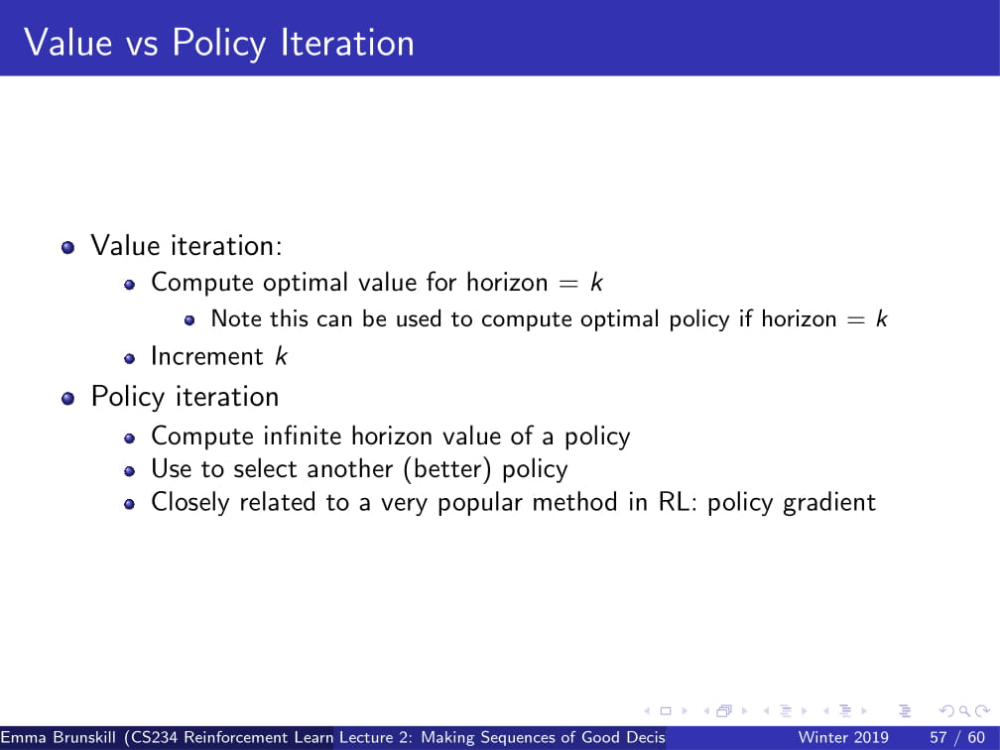 Value vs Policy Iteration
Value iteration:
Compute optimal value for horizon = k
Note this can be used to compute optimal policy if horizon = k
Increment k
Policy iteration
Compute infinite horizon value of a policy
Use to select another (better) policy
Closely related to a very popular method in RL: policy gradient
Emma Brunskill (CS234 Reinforcement Learn Lecture 2: Making Sequences of Good Decis Winter 2019 57 / 60